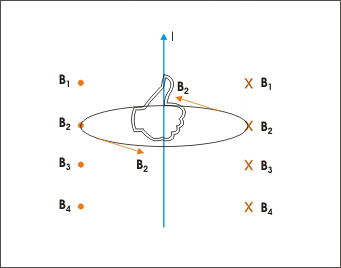 I
B₁ B₂ X B₁
B₂ X B₂
B₂
B₃ X B₃
B₄ X B₄